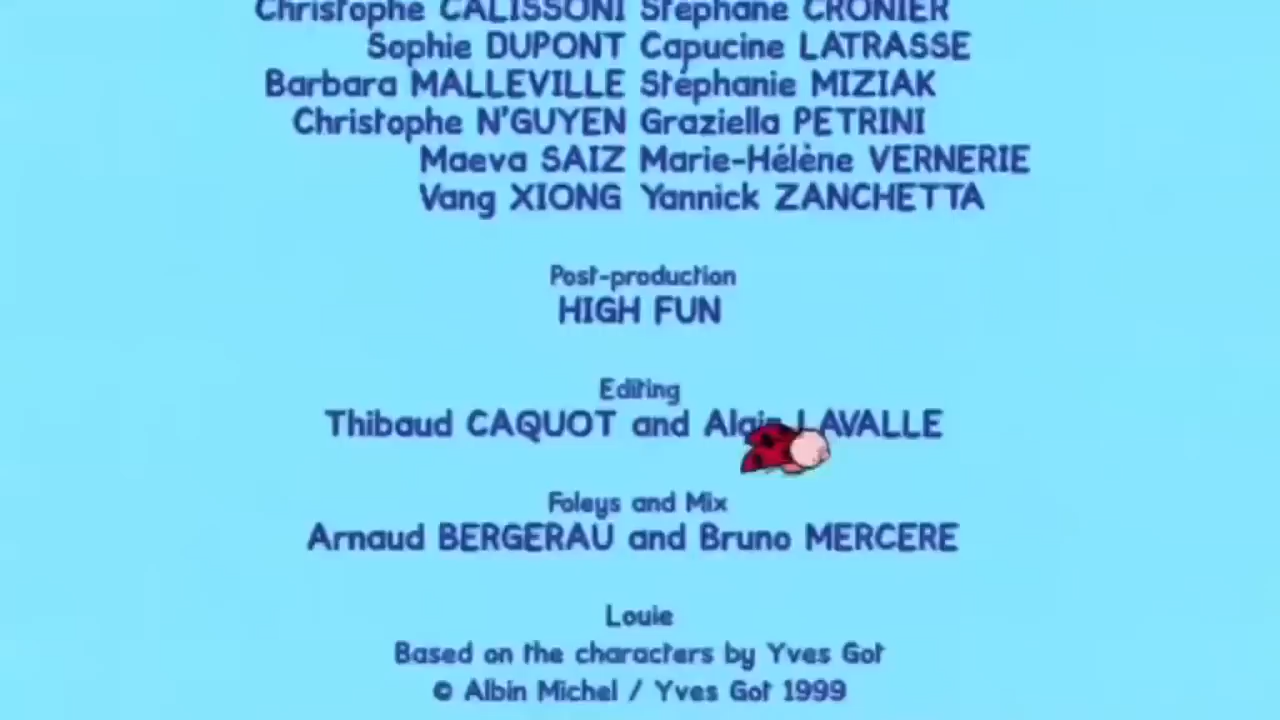 Christophe CALISSONI Stéphane CRONIER
Sophie DUPONT Capucine LATRASSE
Barbara MALLEVILLE Stéphanie MIZIAK
Christophe N'GUYEN Graziella PETRINI
Maeva SAIZ Marie-Hélène VERNERIE
Vang XIONG Yannick ZANCHETTA
Post-production
HIGH FUN
Editing
Thibaud CAQUOT and Alain LAVALLE
Foleys and Mix
Arnaud BERGERAU and Bruno MERCERE
Louie
Based on the characters by Yves Got
© Albin Michel / Yves Got 1999